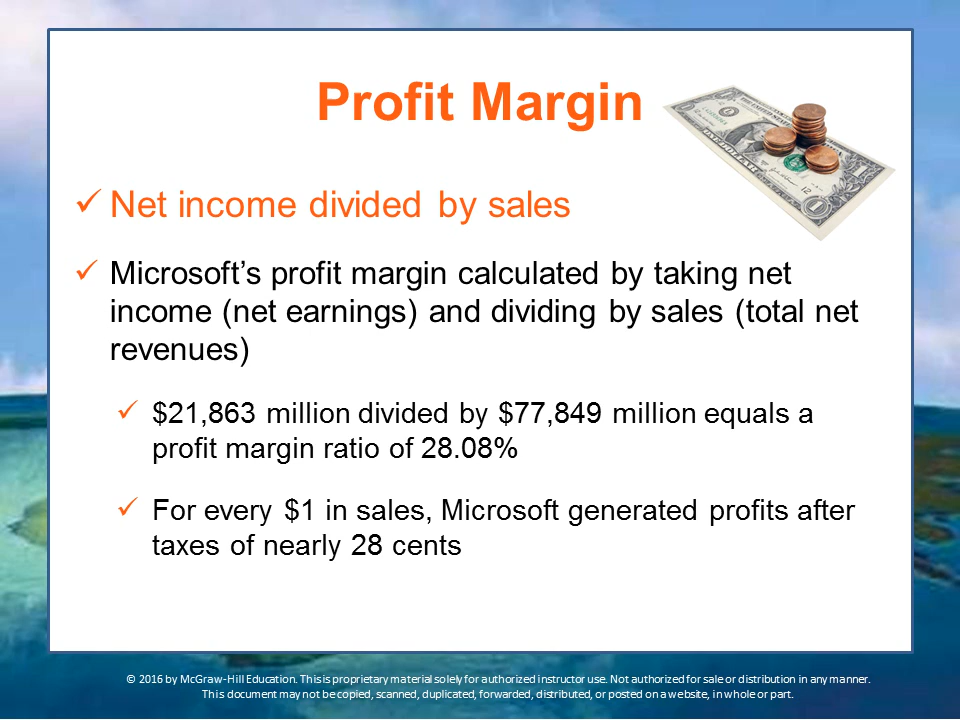 Profit Margin
Net income divided by sales
Microsoft’s profit margin calculated by taking net
income (net earnings) and dividing by sales (total net
revenues)
$21,863 million divided by $77,849 million equals a
profit margin ratio of 28.08%
For every $1 in sales, Microsoft generated profits after
taxes of nearly 28 cents
© 2016 by McGraw-Hill Education. This is proprietary material solely for authorized instructor use. Not authorized for sale or distribution in any manner.
This document may not be copied, scanned, duplicated, forwarded, distributed, or posted on a website, in whole or part.